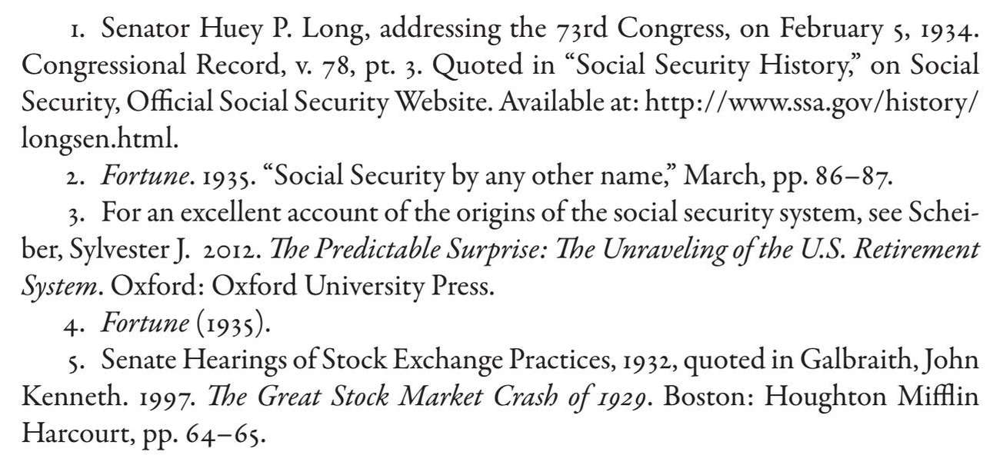 1. Senator Huey P. Long, addressing the 73rd Congress, on February 5, 1934.
Congressional Record, v. 78, pt. 3. Quoted in “Social Security History,” on Social
Security, Official Social Security Website. Available at: http://www.ssa.gov/history/
longsen.html.
2. Fortune. 1935. “Social Security by any other name,” March, pp. 86–87.
3. For an excellent account of the origins of the social security system, see Schei-
ber, Sylvester J. 2012. The Predictable Surprise: The Unraveling of the U.S. Retirement
System. Oxford: Oxford University Press.
4. Fortune (1935).
5. Senate Hearings of Stock Exchange Practices, 1932, quoted in Galbraith, John
Kenneth. 1997. The Great Stock Market Crash of 1929. Boston: Houghton Mifflin
Harcourt, pp. 64–65.